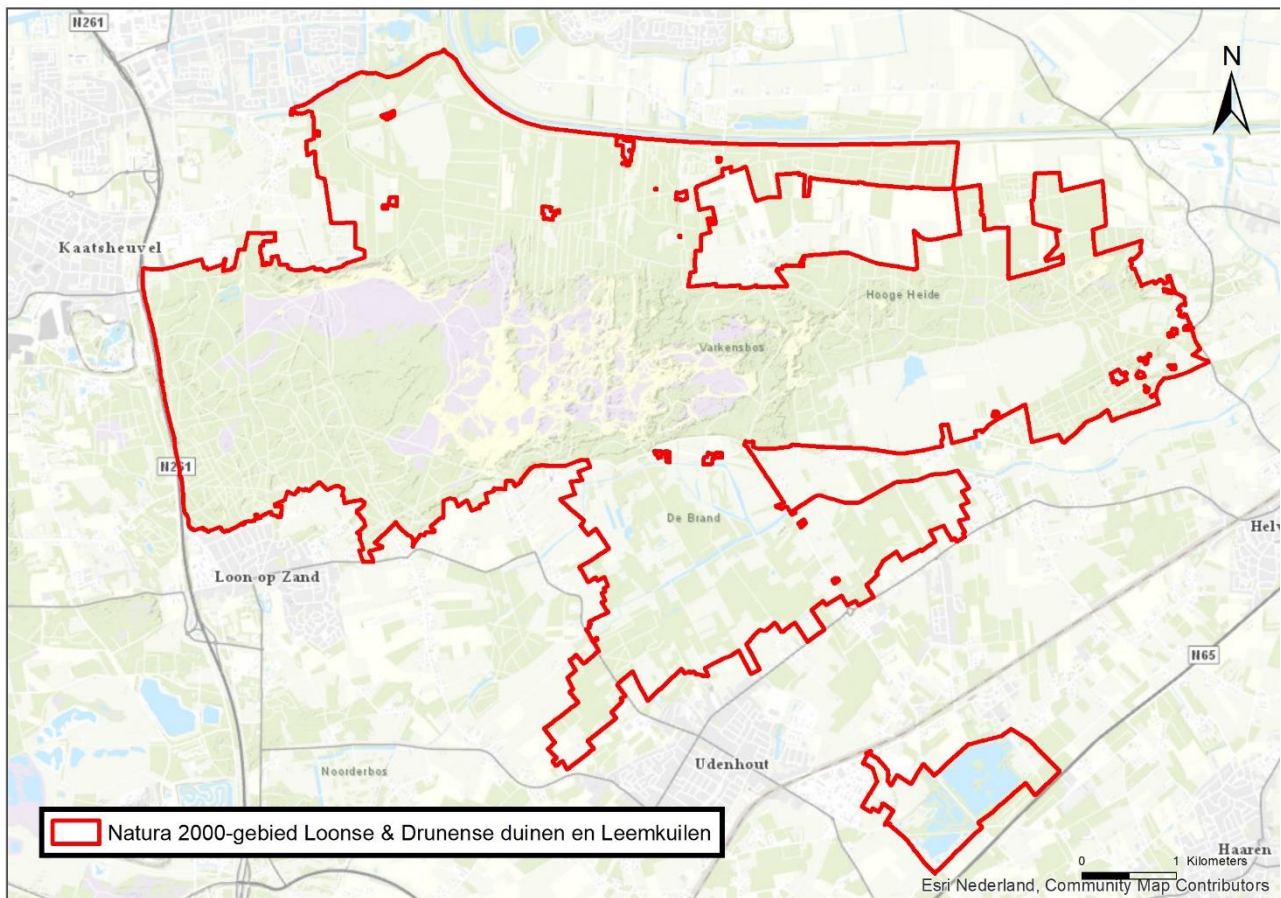 N261
N
Kaatsheuvel
Hooge Heide
Valkensbos
N261
De Brand
Helv
Loon op Zand
N65
Udenhout
Noorderbos
Natura 2000-gebied Loonse & Drunense duinen en Leemkuilen
Haaren
0 1 Kilometers
Esri Nederland, Community Map Contributors